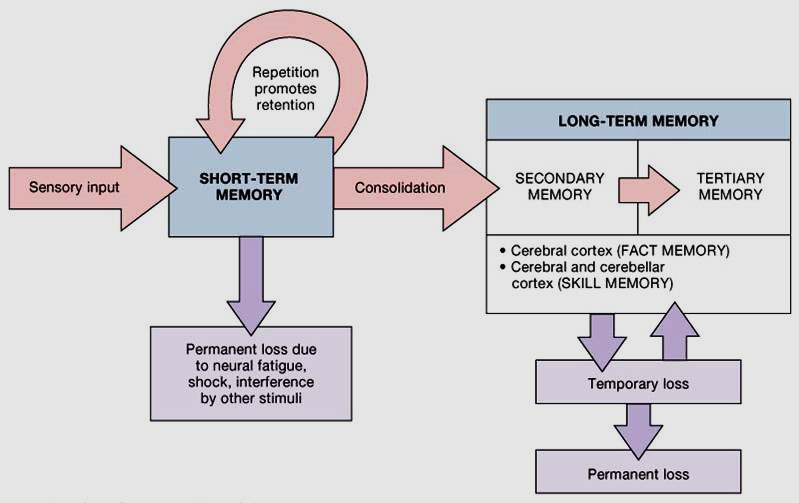 Repetition
promotes
retention
Sensory input
SHORT-TERM
MEMORY
Consolidation
LONG-TERM MEMORY
SECONDARY
MEMORY
TERTIARY
MEMORY
• Cerebral cortex (FACT MEMORY)
• Cerebral and cerebellar
cortex (SKILL MEMORY)
Permanent loss due
to neural fatigue,
shock, interference
by other stimuli
Temporary loss
Permanent loss